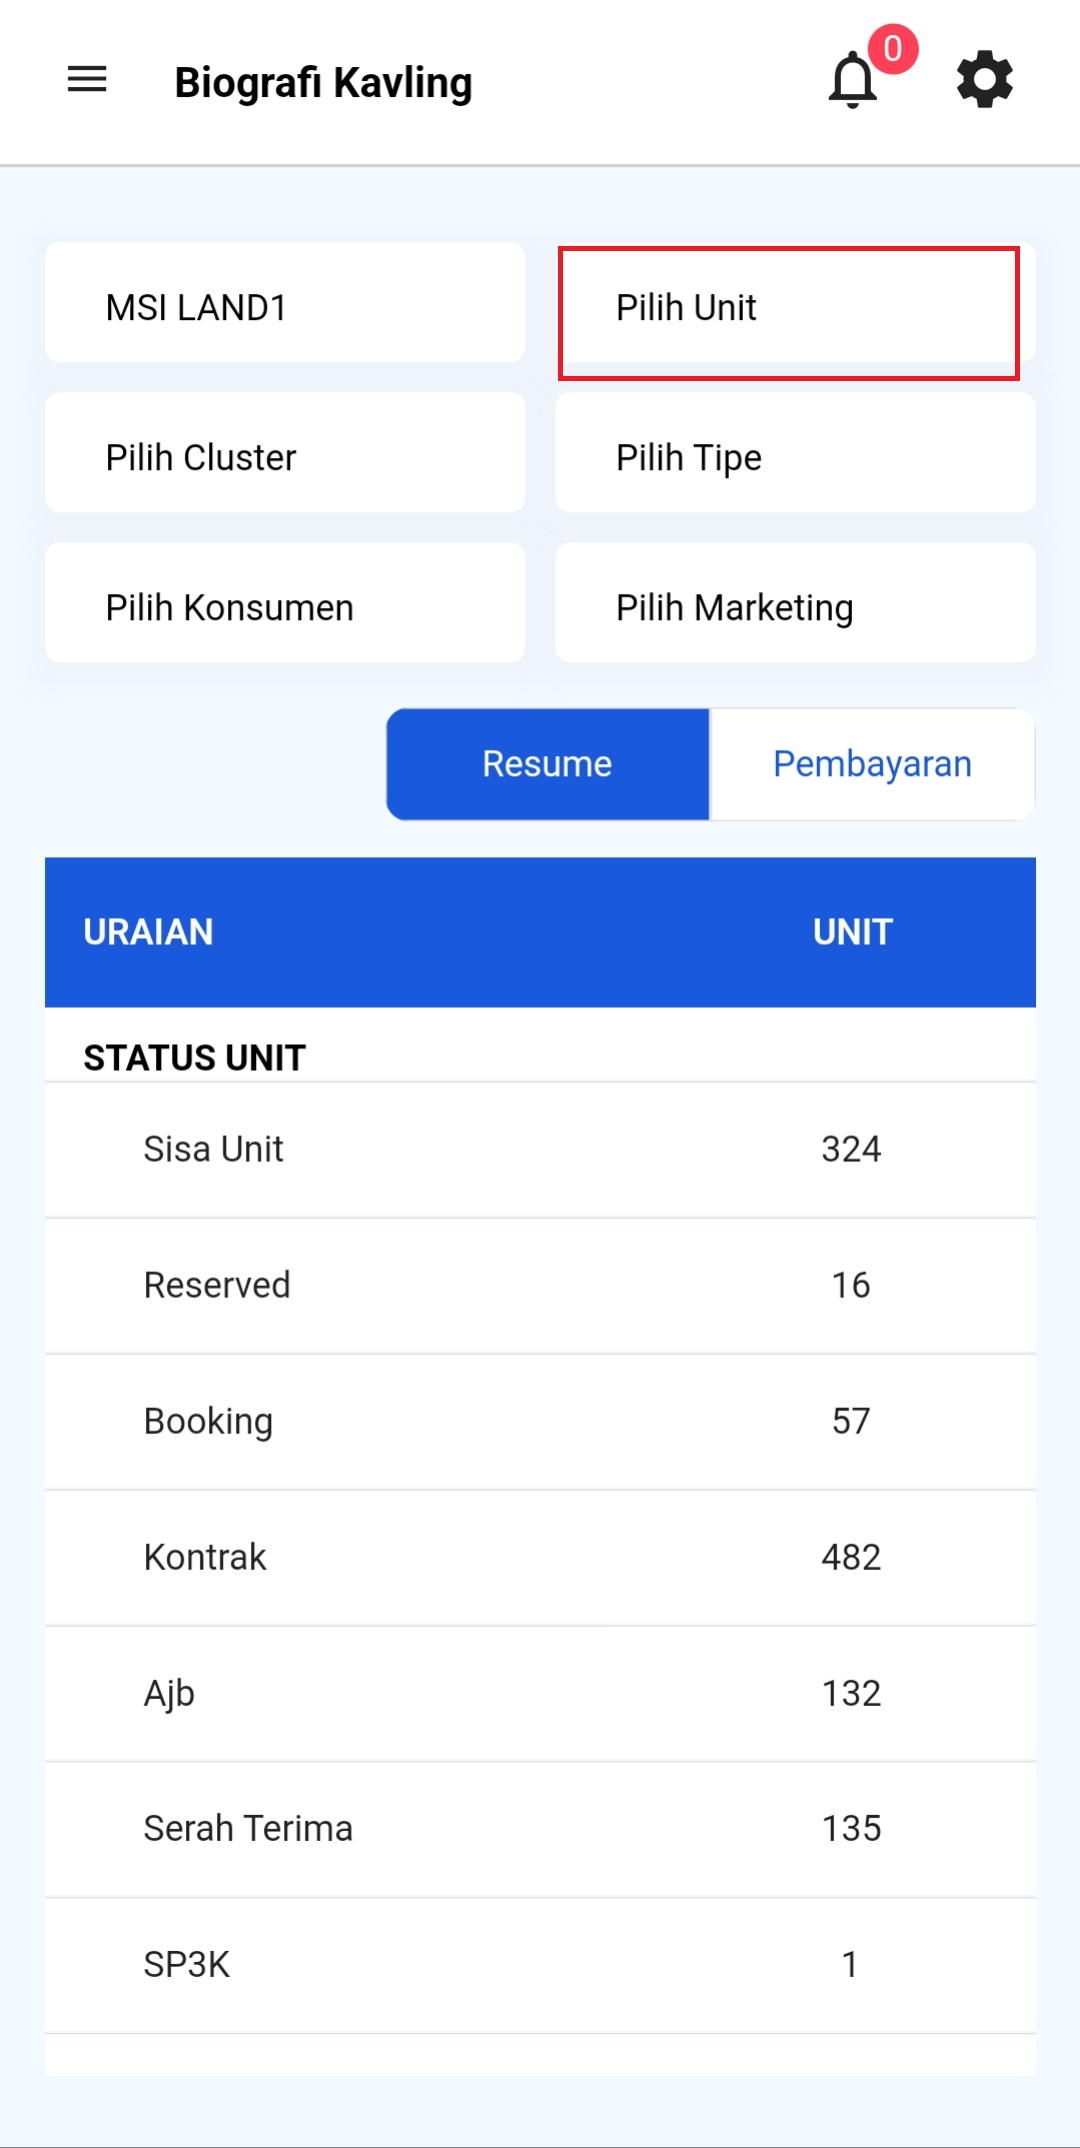 Biografi Kavling
0
MSI LAND1
Pilih Unit
Pilih Cluster
Pilih Tipe
Pilih Konsumen
Pilih Marketing
Resume
Pembayaran
URAIAN UNIT
STATUS UNIT
Sisa Unit 324
Reserved 16
Booking 57
Kontrak 482
Ajb 132
Serah Terima 135
SP3K 1